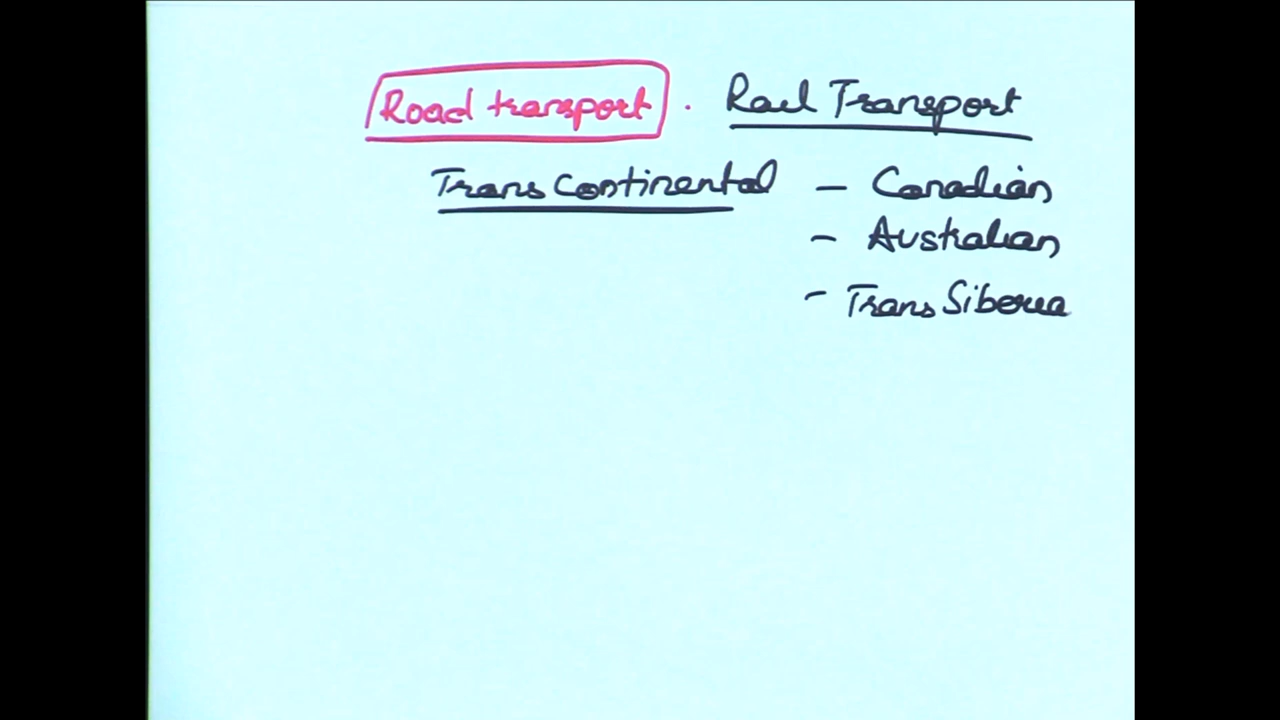 Road transport . Rail Transport
Trans Continental – Canadian
– Australian
– Trans Siberia